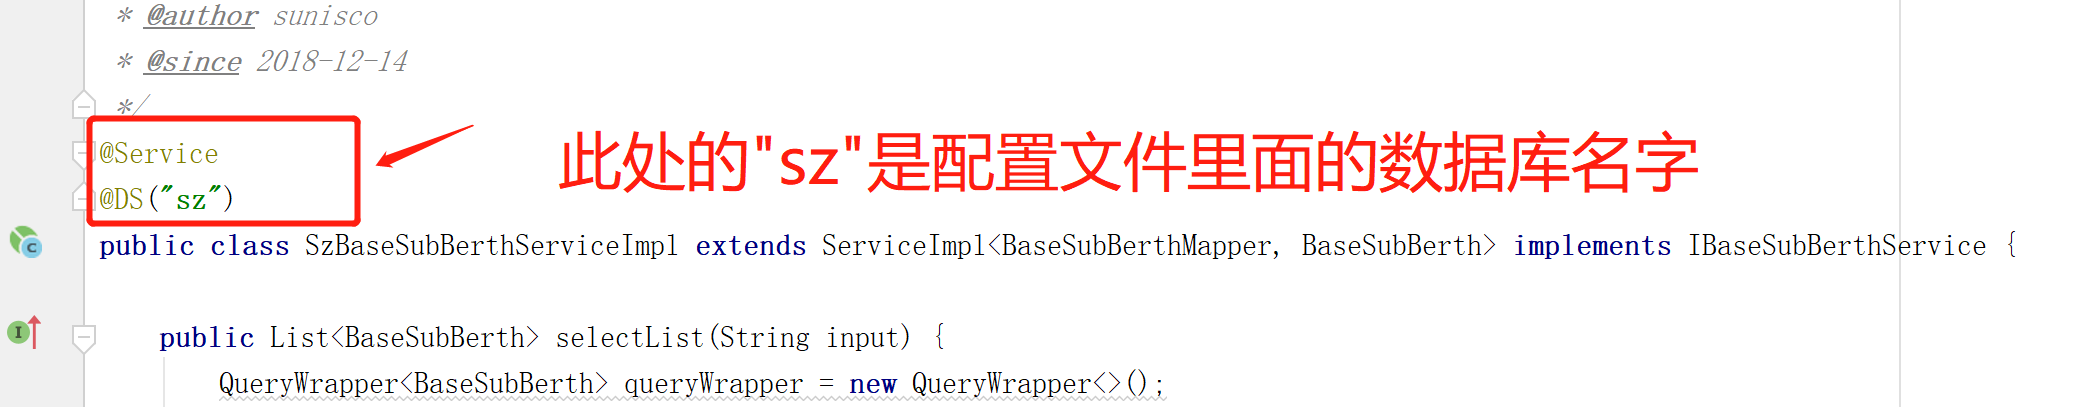 * @author sunisco
* @since 2018-12-14
*/
@Service
@DS("sz")
此处的"sz"是配置文件里面的数据库名字
public class SzBaseSubBerthServiceImpl extends ServiceImpl<BaseSubBerthMapper, BaseSubBerth> implements IBaseSubBerthService {
public List<BaseSubBerth> selectList(String input) {
QueryWrapper<BaseSubBerth> queryWrapper = new QueryWrapper<>();